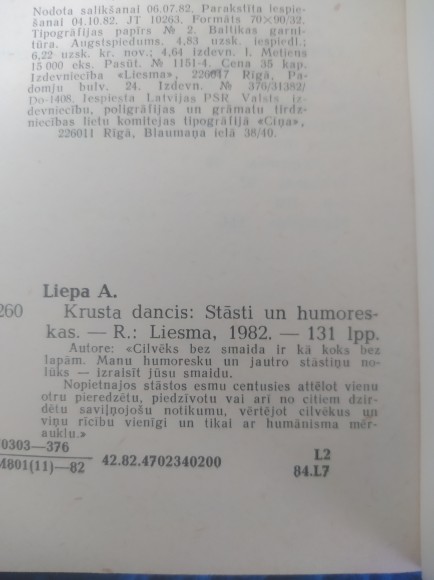 Nodota salikšanai 06.07.82. Parakstīta iespie-
šanai 04.10.82. JT 10263. Formāts 70×90/32.
Tipogrāfijas papīrs № 2. Baltikas garni-
tūra. Augstspiedums. 4,83 uzsk. iespiedl.;
6,22 uzsk. kr. nov.; 4,64 izdevn. l. Metiens
15 000 eks. Pasūt. № 1151-4. Cena 35 kap.
Izdevniecība «Liesma», 226047 Rīgā, Pa-
domju bulv. 24. Izdevn. № 376/31382/
Do-1408. Iespiesta Latvijas PSR Valsts iz-
devniecību, poligrāfijas un grāmatu tirdz-
niecības lietu komitejas tipogrāfijā «Cīņa»,
226011 Rīgā, Blaumaņa ielā 38/40.
Liepa A.
260 Krusta dancis: Stāsti un humores-
kas. — R.: Liesma, 1982. — 131 lpp.
Autore: «Cilvēks bez smaida ir kā koks bez
lapām. Manu humoresku un jautro stāstiņu no-
lūks — izraisīt jūsu smaidu.
Nopietnajos stāstos esmu centusies attēlot vienu
otru pieredzētu, piedzīvotu vai arī no citiem dzir-
dētu saviļņojošu notikumu, vērtējot cilvēkus un
viņu rīcību vienīgi un tikai ar humānisma mēr-
auklu.»
70303—376
M801(11)—82 42.82.4702340200 L2
84.L7